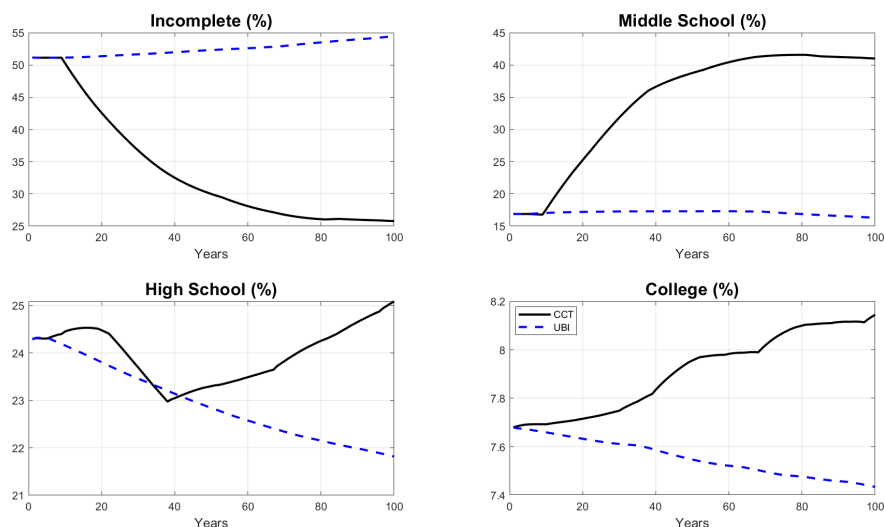 Incomplete (%)
55
50
45
40
35
30
25
0 20 40 60 80 100
Years
Middle School (%)
45
40
35
30
25
20
15
0 20 40 60 80 100
Years
High School (%)
25
24
23
22
21
0 20 40 60 80 100
Years
College (%)
8.2
8
7.8
7.6
7.4
CCT
UBI
0 20 40 60 80 100
Years